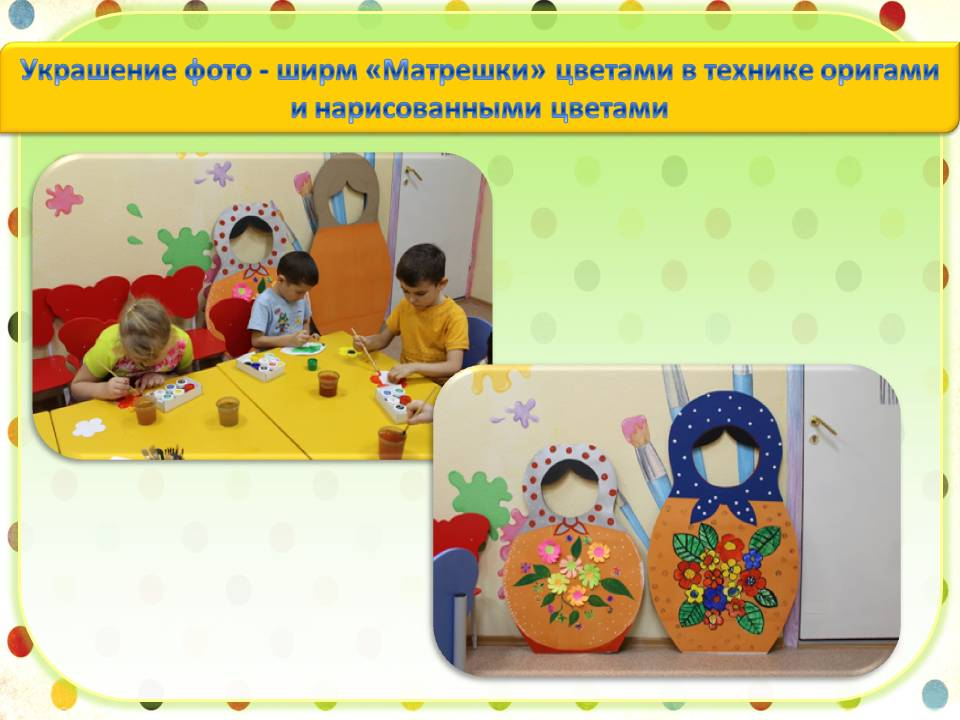 Украшение фото - ширм «Матрешки» цветами в технике оригами
и нарисованными цветами